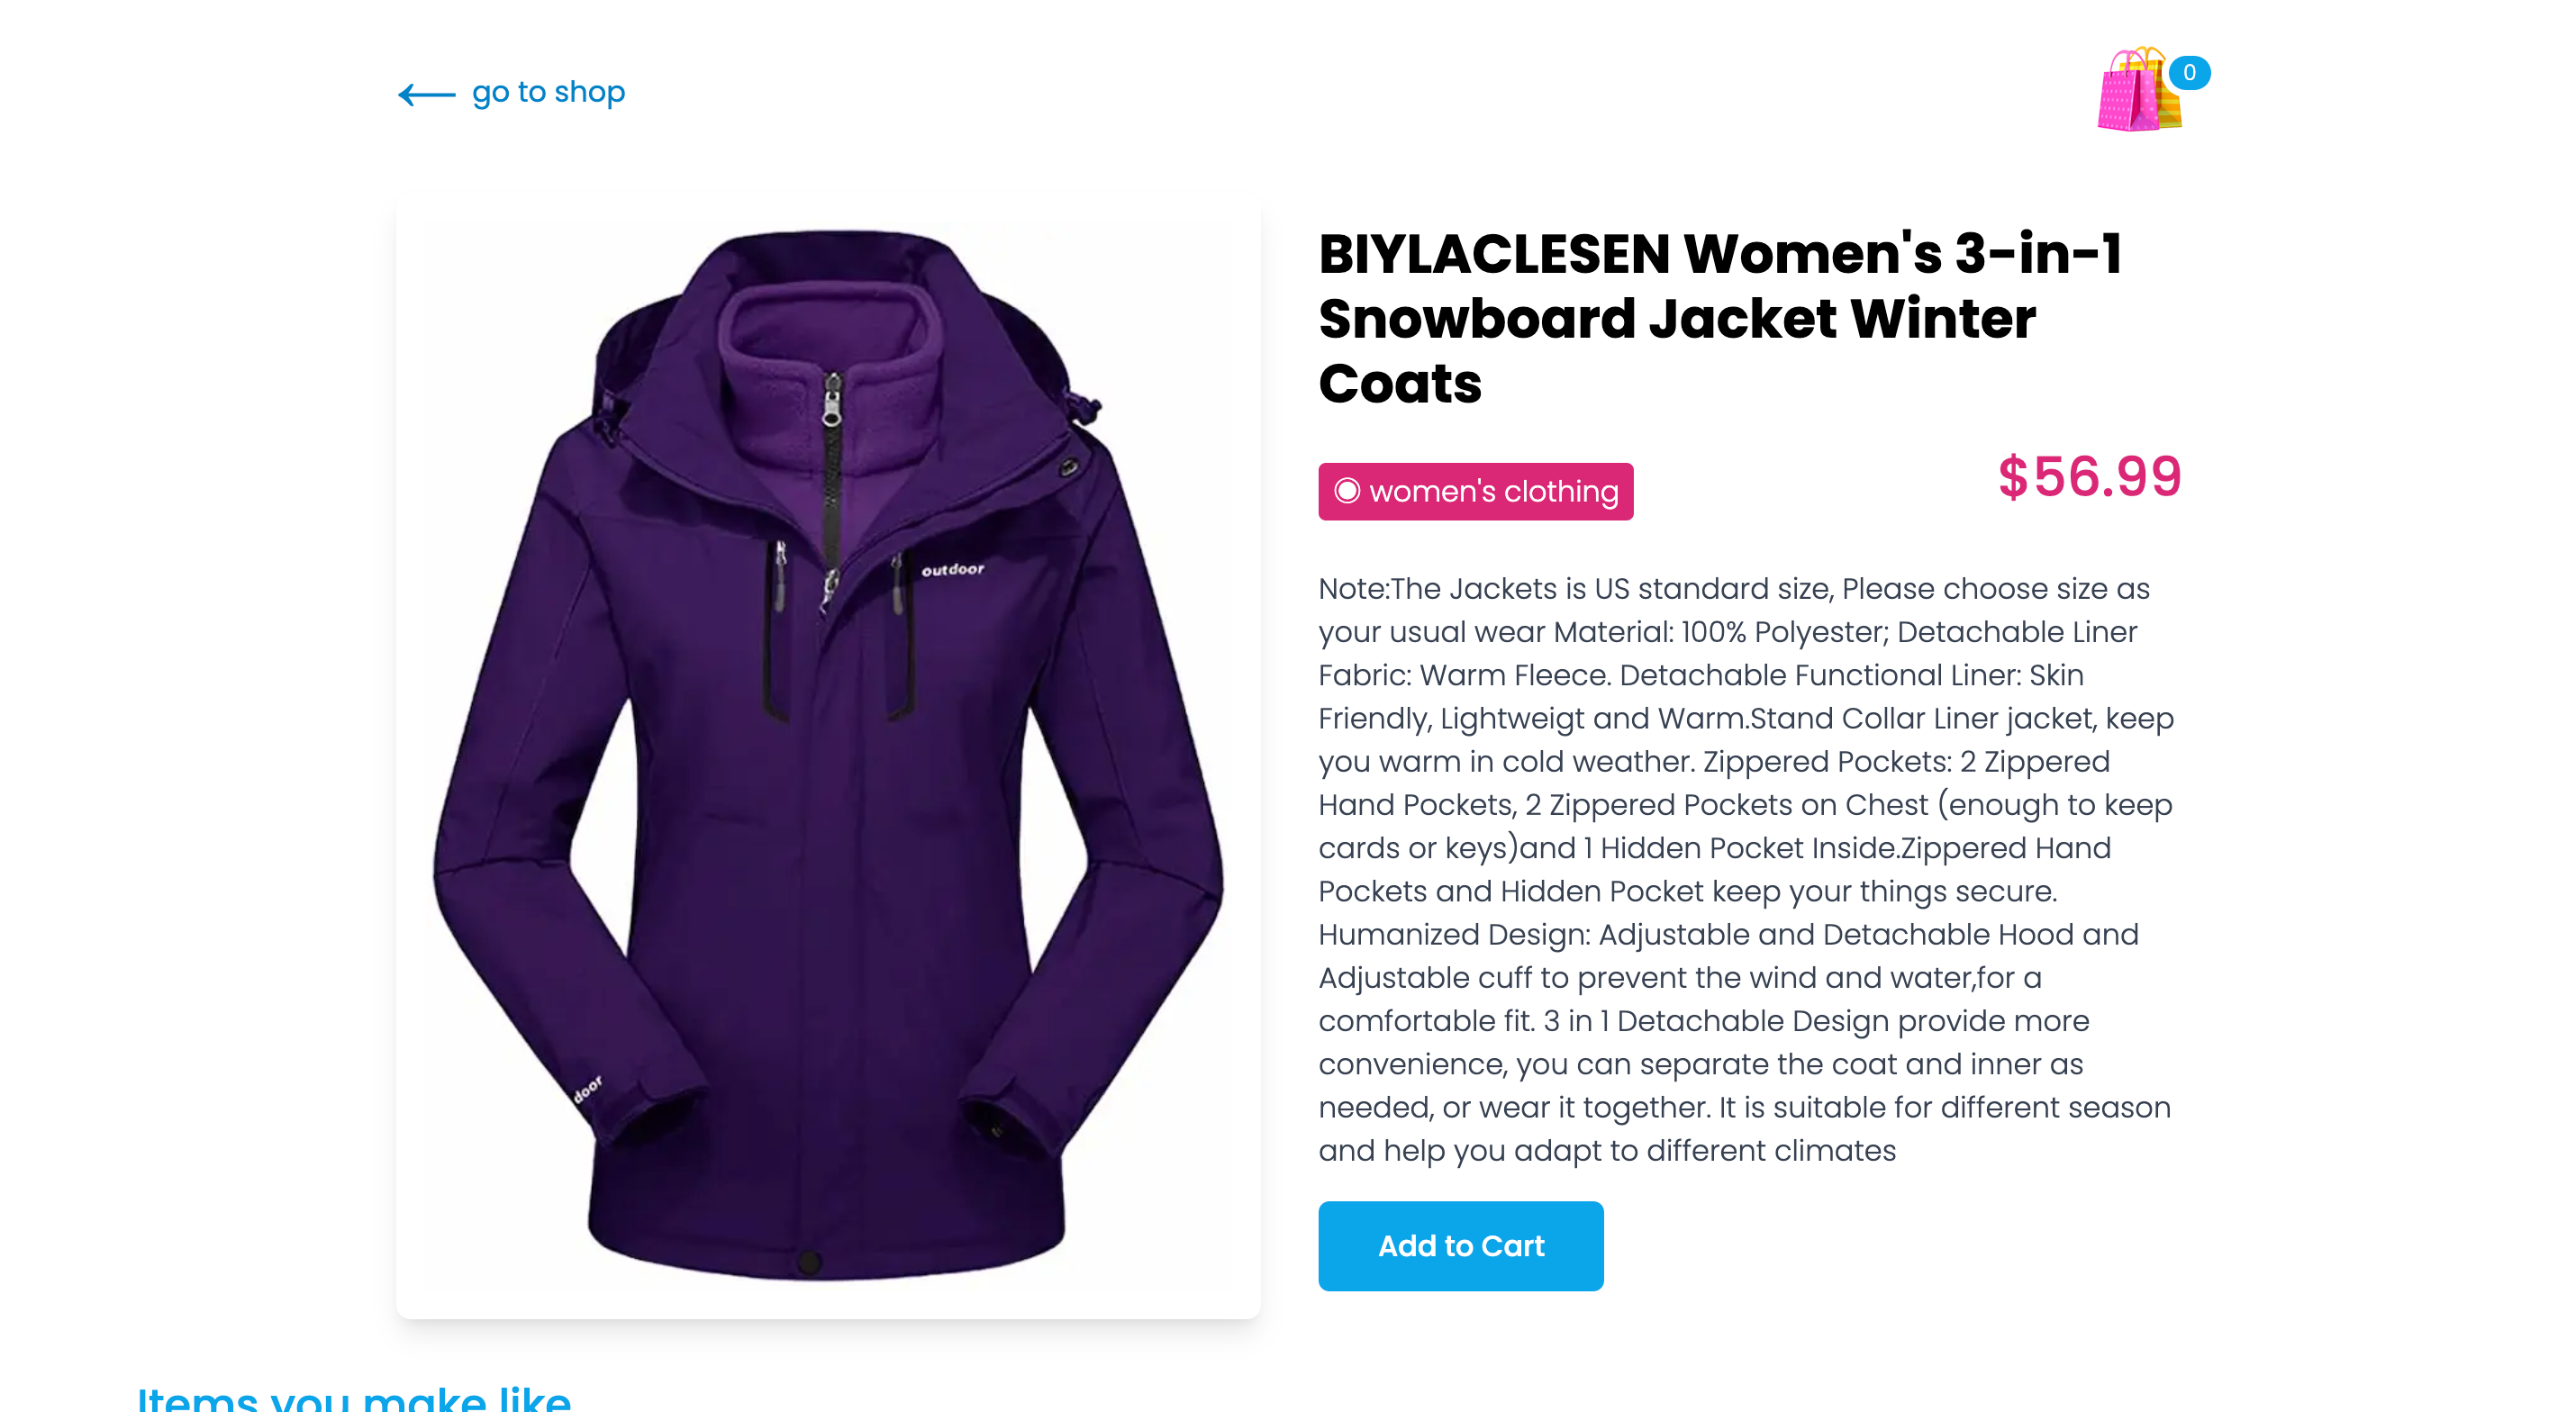 go to shop
0
BIYLACLESEN Women's 3-in-1
Snowboard Jacket Winter
Coats
women's clothing
$56.99
outdoor
door
Note:The Jackets is US standard size, Please choose size as
your usual wear Material: 100% Polyester; Detachable Liner
Fabric: Warm Fleece. Detachable Functional Liner: Skin
Friendly, Lightweigt and Warm.Stand Collar Liner jacket, keep
you warm in cold weather. Zippered Pockets: 2 Zippered
Hand Pockets, 2 Zippered Pockets on Chest (enough to keep
cards or keys)and 1 Hidden Pocket Inside.Zippered Hand
Pockets and Hidden Pocket keep your things secure.
Humanized Design: Adjustable and Detachable Hood and
Adjustable cuff to prevent the wind and water,for a
comfortable fit. 3 in 1 Detachable Design provide more
convenience, you can separate the coat and inner as
needed, or wear it together. It is suitable for different season
and help you adapt to different climates
Add to Cart
Items you make like